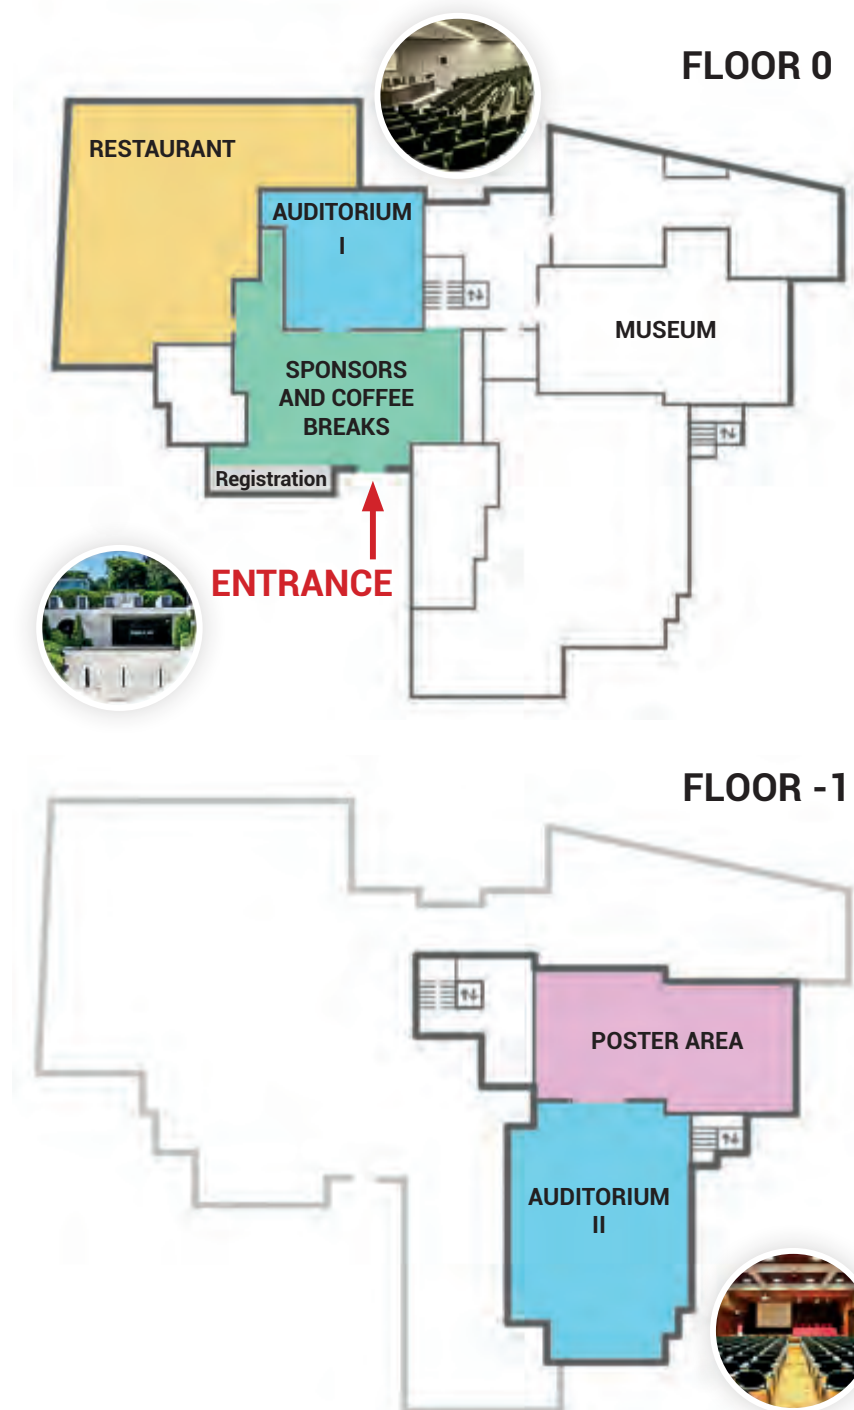 FLOOR 0
RESTAURANT
AUDITORIUM
I
MUSEUM
SPONSORS
AND COFFEE
BREAKS
Registration
ENTRANCE
FLOOR -1
POSTER AREA
AUDITORIUM
II